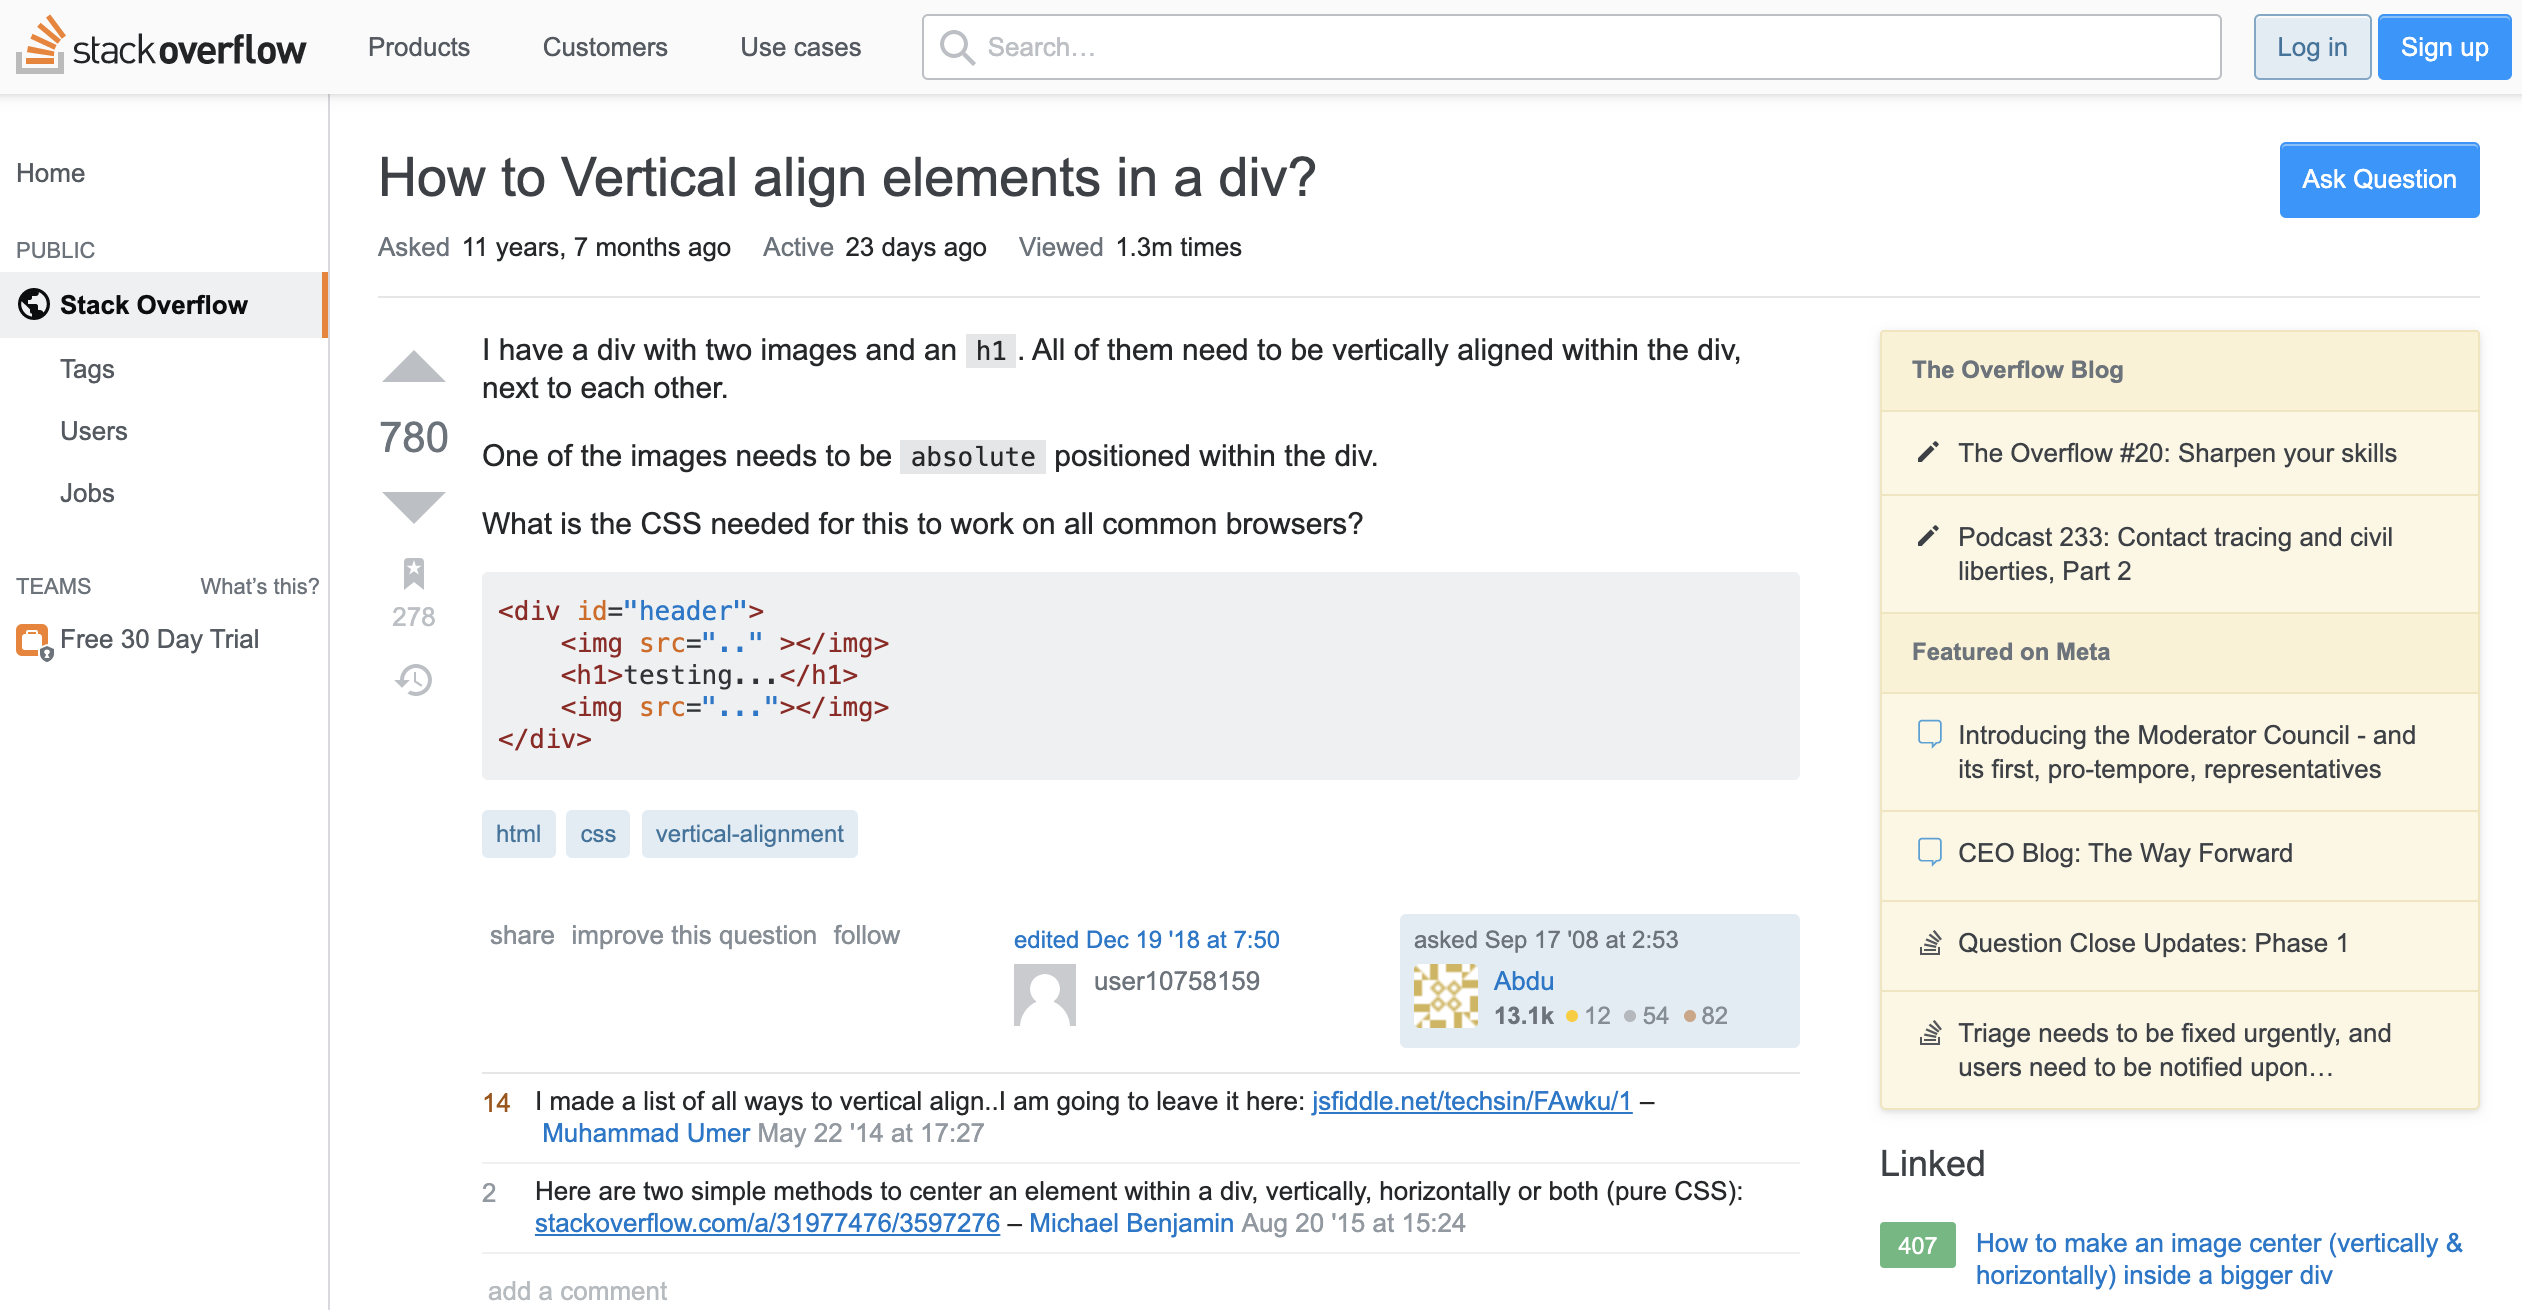 stackoverflow
Products
Customers
Use cases
Search...
Log in
Sign up
Home
PUBLIC
Stack Overflow
Tags
Users
Jobs
TEAMS
What's this?
Free 30 Day Trial
How to Vertical align elements in a div?
Ask Question
Asked 11 years, 7 months ago Active 23 days ago Viewed 1.3m times
780
278
I have a div with two images and an h1. All of them need to be vertically aligned within the div,
next to each other.
One of the images needs to be absolute positioned within the div.
What is the CSS needed for this to work on all common browsers?
<div id="header">
    <img src=".." ></img>
    <h1>testing...</h1>
    <img src="..."></img>
</div>
html css vertical-alignment
share improve this question follow
edited Dec 19 '18 at 7:50
user10758159
asked Sep 17 '08 at 2:53
Abdu
13.1k 12 54 82
14 I made a list of all ways to vertical align..I am going to leave it here: jsfiddle.net/techsin/FAwku/1 –
Muhammad Umer May 22 '14 at 17:27
2 Here are two simple methods to center an element within a div, vertically, horizontally or both (pure CSS):
stackoverflow.com/a/31977476/3597276 – Michael Benjamin Aug 20 '15 at 15:24
add a comment
The Overflow Blog
The Overflow #20: Sharpen your skills
Podcast 233: Contact tracing and civil
liberties, Part 2
Featured on Meta
Introducing the Moderator Council - and
its first, pro-tempore, representatives
CEO Blog: The Way Forward
Question Close Updates: Phase 1
Triage needs to be fixed urgently, and
users need to be notified upon…
Linked
407 How to make an image center (vertically &
horizontally) inside a bigger div